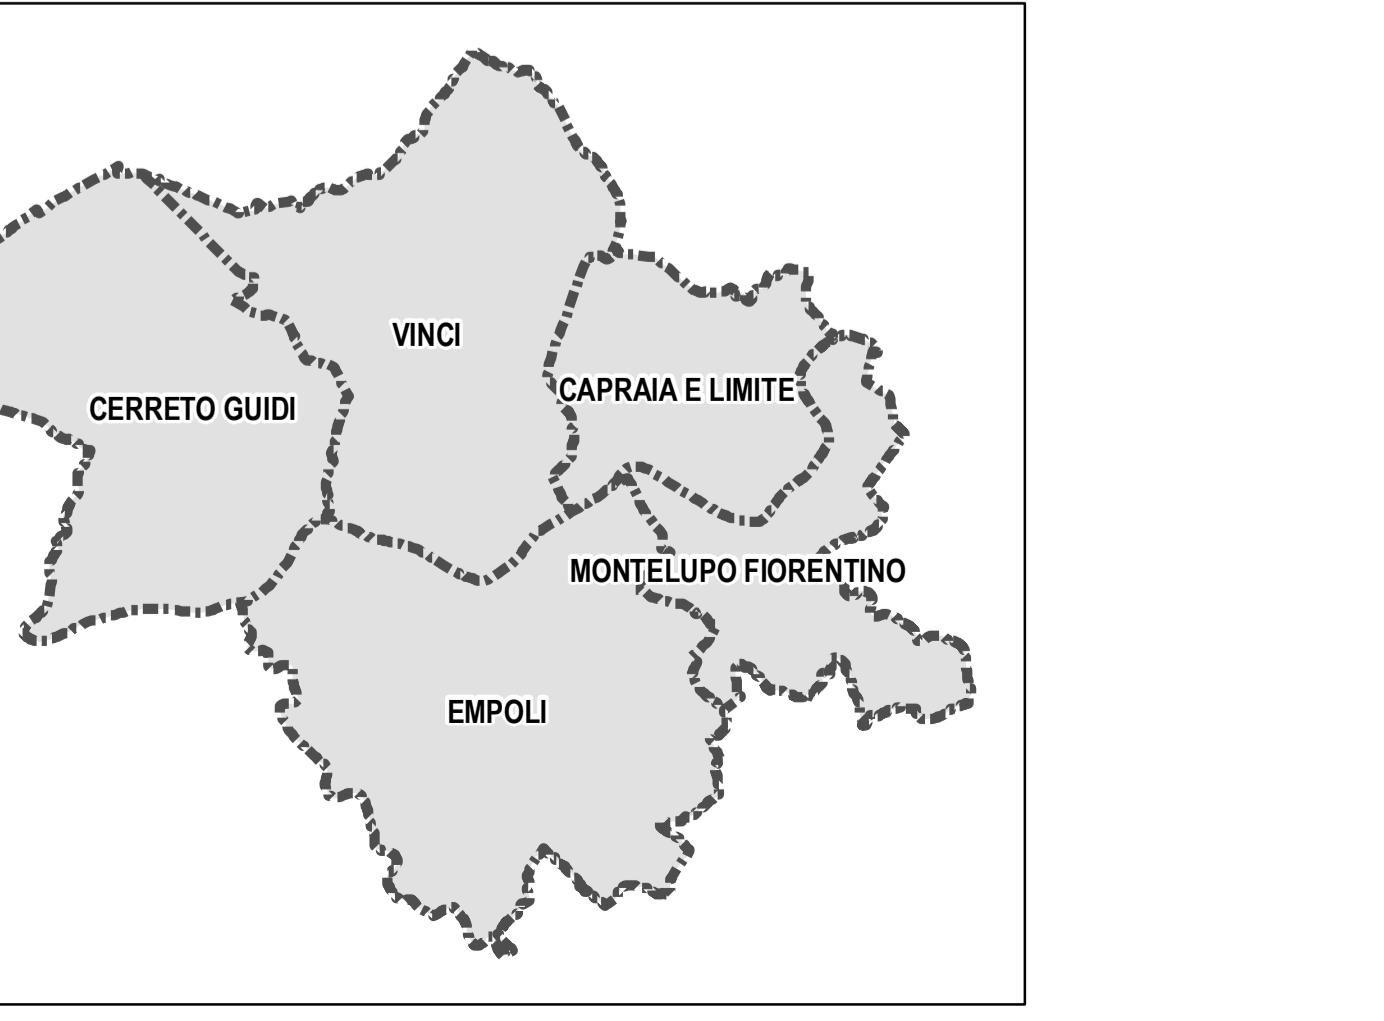 VINCI
CAPRAIA E LIMITE
CERRETO GUIDI
MONTELUPO FIORENTINO
EMPOLI